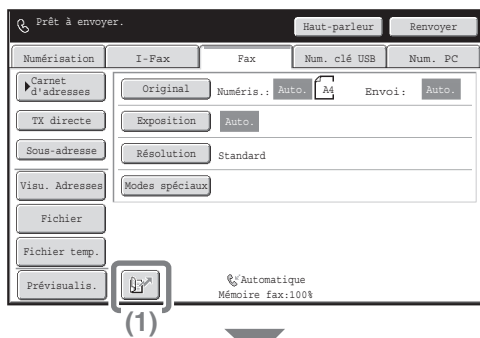 Prêt à envoyer.
Haut-parleur
Renvoyer
Numérisation
I-Fax
Fax
Num. clé USB
Num. PC
Carnet
d'adresses
Original
Numéris.:
Auto.
A4
Envoi:
Auto.
TX directe
Exposition
Auto.
Sous-adresse
Résolution
Standard
Visu. Adresses
Modes spéciaux
Fichier
Fichier temp.
Prévisualis.
Automatique
Mémoire fax:100%
(1)